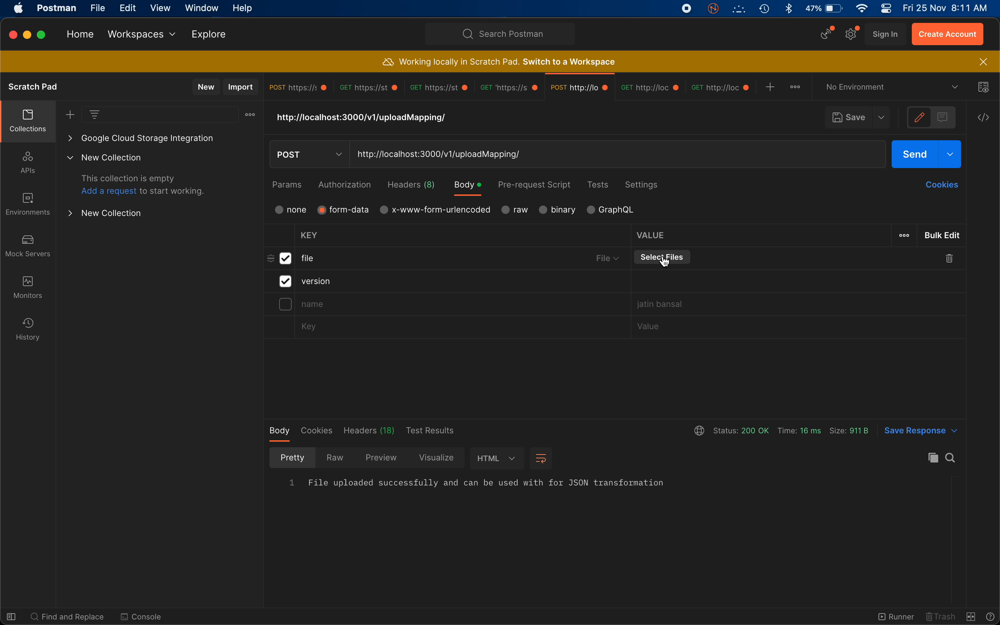 Postman File Edit View Window Help 47% Fri 25 Nov 8:11 AM
Home Workspaces Explore Search Postman Sign In Create Account
Working locally in Scratch Pad. Switch to a Workspace
Scratch Pad New Import POST https://s GET https://st GET https://st GET 'https://s POST http://lo GET http://loc GET http://loc No Environment
Collections
APIs
Environments
Mock Servers
Monitors
History
Google Cloud Storage Integration
New Collection
This collection is empty
Add a request to start working.
New Collection
http://localhost:3000/v1/uploadMapping/ Save
POST http://localhost:3000/v1/uploadMapping/ Send
Params Authorization Headers (8) Body Pre-request Script Tests Settings Cookies
none form-data x-www-form-urlencoded raw binary GraphQL
KEY VALUE Bulk Edit
file File Select Files
version
name jatin bansal
Key Value
Body Cookies Headers (18) Test Results Status: 200 OK Time: 16 ms Size: 911 B Save Response
Pretty Raw Preview Visualize HTML
1 File uploaded successfully and can be used with for JSON transformation
Find and Replace Console Runner Trash